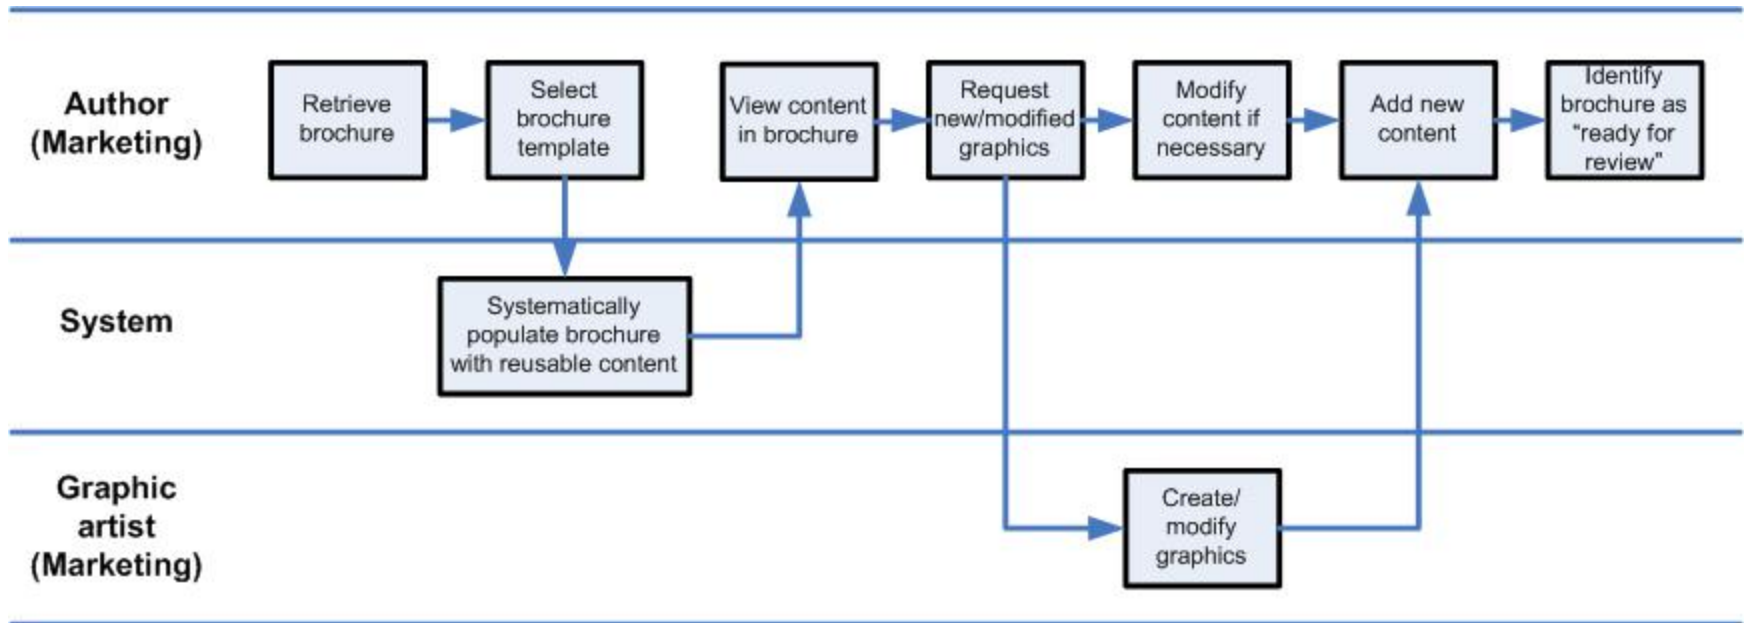 Author
(Marketing)
Retrieve
brochure
Select
brochure
template
View content
in brochure
Request
new/modified
graphics
Modify
content if
necessary
Add new
content
Identify
brochure as
“ready for
review”
System
Systematically
populate brochure
with reusable content
Graphic
artist
(Marketing)
Create/
modify
graphics